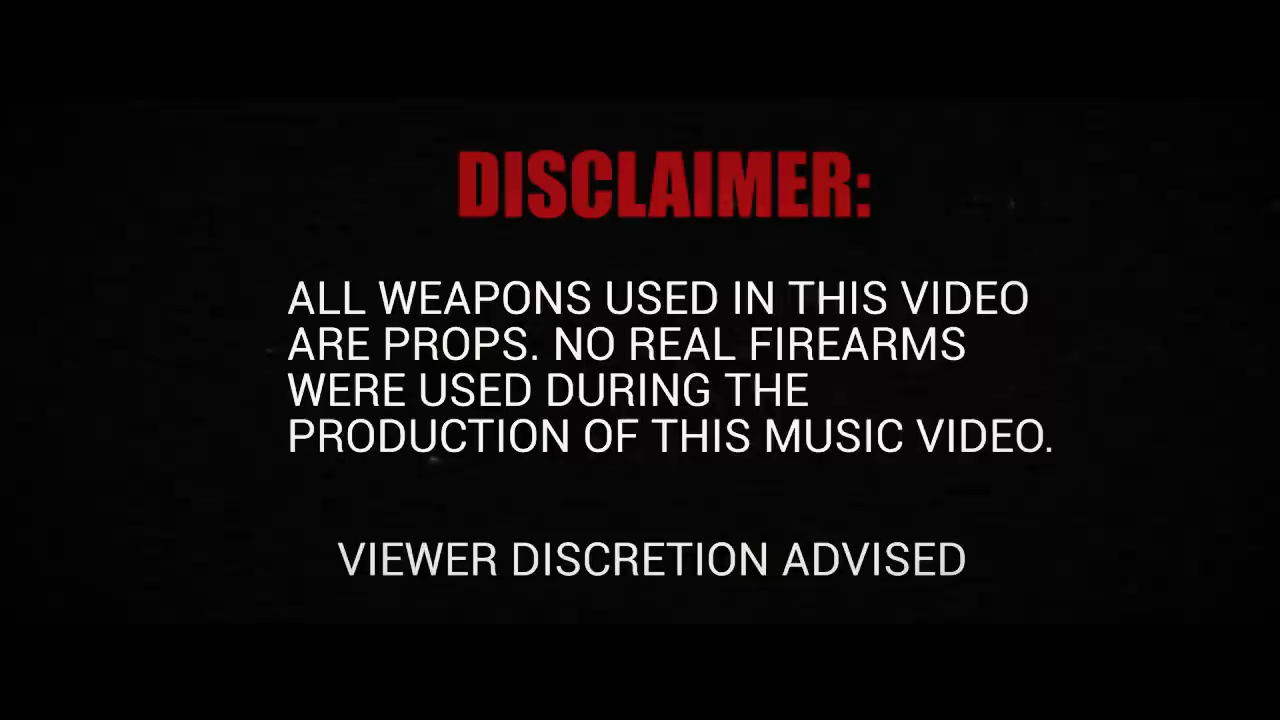 DISCLAIMER:
ALL WEAPONS USED IN THIS VIDEO
ARE PROPS. NO REAL FIREARMS
WERE USED DURING THE
PRODUCTION OF THIS MUSIC VIDEO.
VIEWER DISCRETION ADVISED